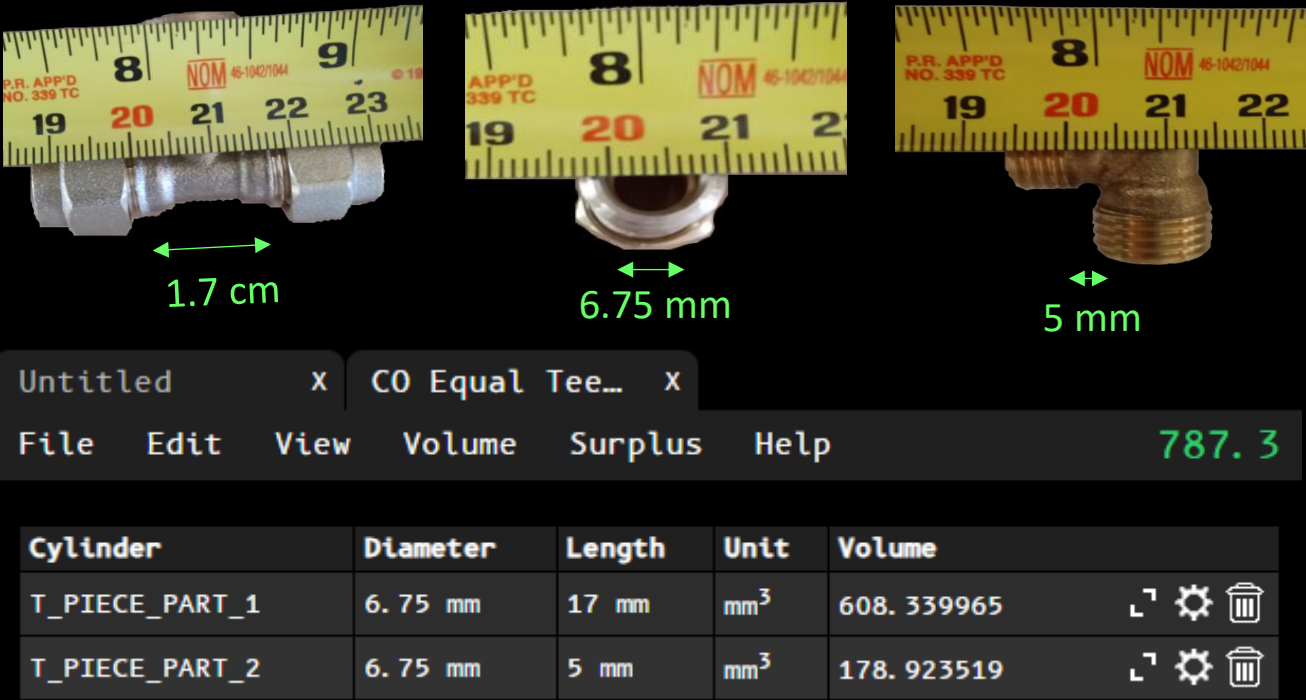 8
9
P.R. APP'D
NO. 339 TC
NOM 46-1042/1044
© 19
19 20 21 22 23
8
APP'D
339 TC
NOM 46-1042/1044
19 20 21 2
8
P.R. APP'D
NO. 339 TC
NOM 46-1042/1044
19 20 21 22
1.7 cm
6.75 mm
5 mm
Untitled x CO Equal Tee… x
File Edit View Volume Surplus Help 787.3
Cylinder Diameter Length Unit Volume
T_PIECE_PART_1 6.75 mm 17 mm mm³ 608.339965
T_PIECE_PART_2 6.75 mm 5 mm mm³ 178.923519